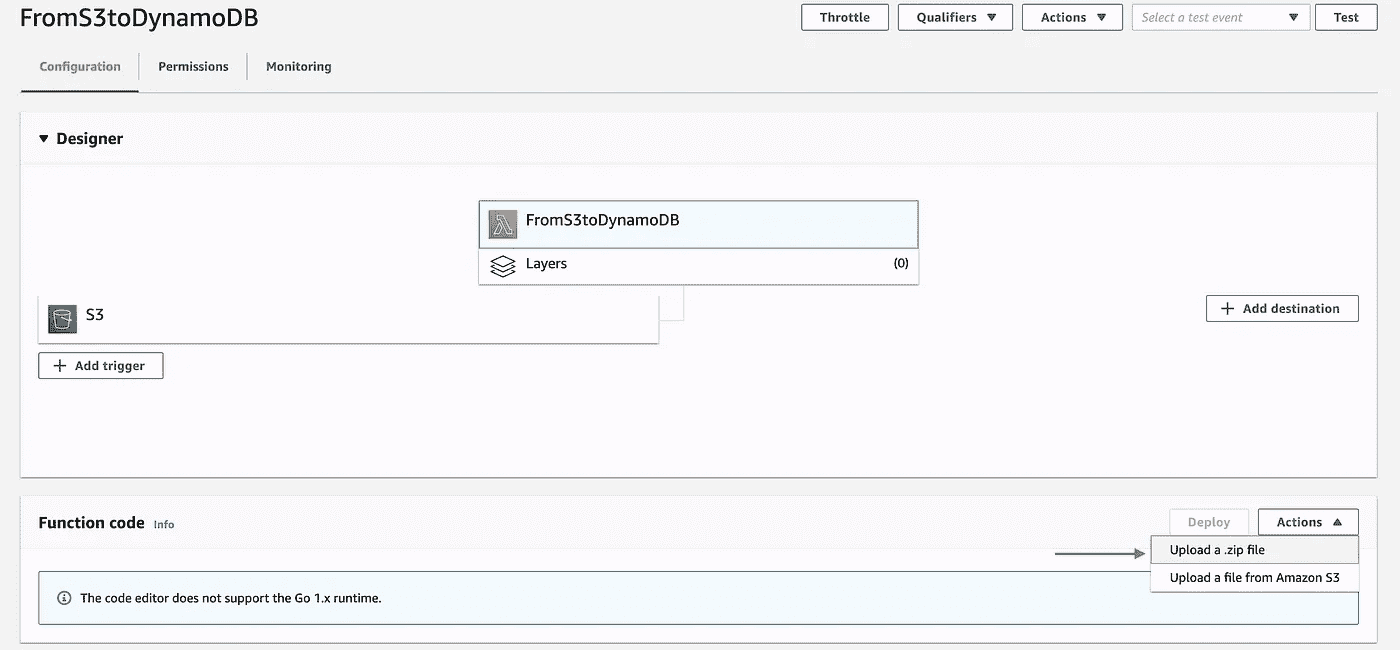 FromS3toDynamoDB
Throttle
Qualifiers
Actions
Select a test event
Test
Configuration
Permissions
Monitoring
Designer
FromS3toDynamoDB
Layers
(0)
S3
Add destination
Add trigger
Function code Info
Deploy
Actions
Upload a .zip file
Upload a file from Amazon S3
The code editor does not support the Go 1.x runtime.